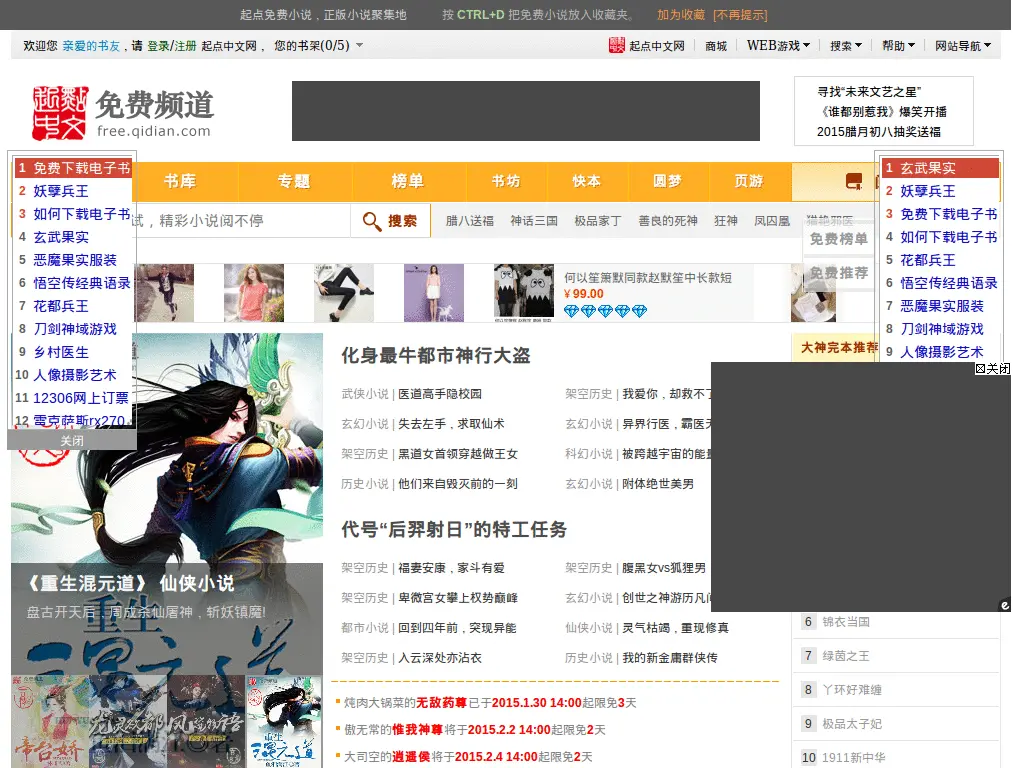 起点免费小说，正版小说聚集地 按 CTRL+D 把免费小说放入收藏夹。 加为收藏 [不再提示]
欢迎您 亲爱的书友，请 登录/注册 起点中文网， 您的书架(0/5) 起点中文网 商城 WEB游戏 搜索 帮助 网站导航
免费频道
free.qidian.com
寻找“未来文艺之星”
《谁都别惹我》爆笑开播
2015腊月初八抽奖送福
书库 专题 榜单 书坊 快本 圆梦 页游
试，精彩小说阅不停 搜索 腊八送福 神话三国 极品家丁 善良的死神 狂神 凤囚凰 猎艳邪医
免费榜单
免费推荐
1 免费下载电子书
2 妖孽兵王
3 如何下载电子书
4 玄武果实
5 恶魔果实服装
6 悟空传经典语录
7 花都兵王
8 刀剑神域游戏
9 乡村医生
10 人像摄影艺术
11 12306网上订票
12 雷克萨斯rx270
关闭
1 玄武果实
2 妖孽兵王
3 免费下载电子书
4 如何下载电子书
5 花都兵王
6 悟空传经典语录
7 恶魔果实服装
8 刀剑神域游戏
9 人像摄影艺术
关闭
何以笙箫默同款赵默笙中长款短
¥ 99.00
大神完本推荐
化身最牛都市神行大盗
武侠小说 | 医道高手隐校园 架空历史 | 我爱你，却救不了
玄幻小说 | 失去左手，求取仙术 玄幻小说 | 异界行医，霸医天
架空历史 | 黑道女首领穿越做王女 科幻小说 | 被跨越宇宙的能量
历史小说 | 他们来自毁灭前的一刻 玄幻小说 | 附体绝世美男
代号“后羿射日”的特工任务
架空历史 | 福妻安康，家斗有爱 架空历史 | 腹黑女vs狐狸男
架空历史 | 卑微宫女攀上权势巅峰 玄幻小说 | 创世之神游历凡间
都市小说 | 回到四年前，突现异能 仙侠小说 | 灵气枯竭，重现修真
架空历史 | 入云深处亦沾衣 历史小说 | 我的新金庸群侠传
《重生混元道》 仙侠小说
盘古开天后，周成杀仙屠神，斩妖镇魔!
炖肉大锅菜的无敌药尊已于2015.1.30 14:00起限免3天
傲无常的惟我神尊将于2015.2.2 14:00起限免2天
大司空的逍遥侯将于2015.2.4 14:00起限免2天
6 锦衣当国
7 绿茵之王
8 丫环好难缠
9 极品太子妃
10 1911新中华